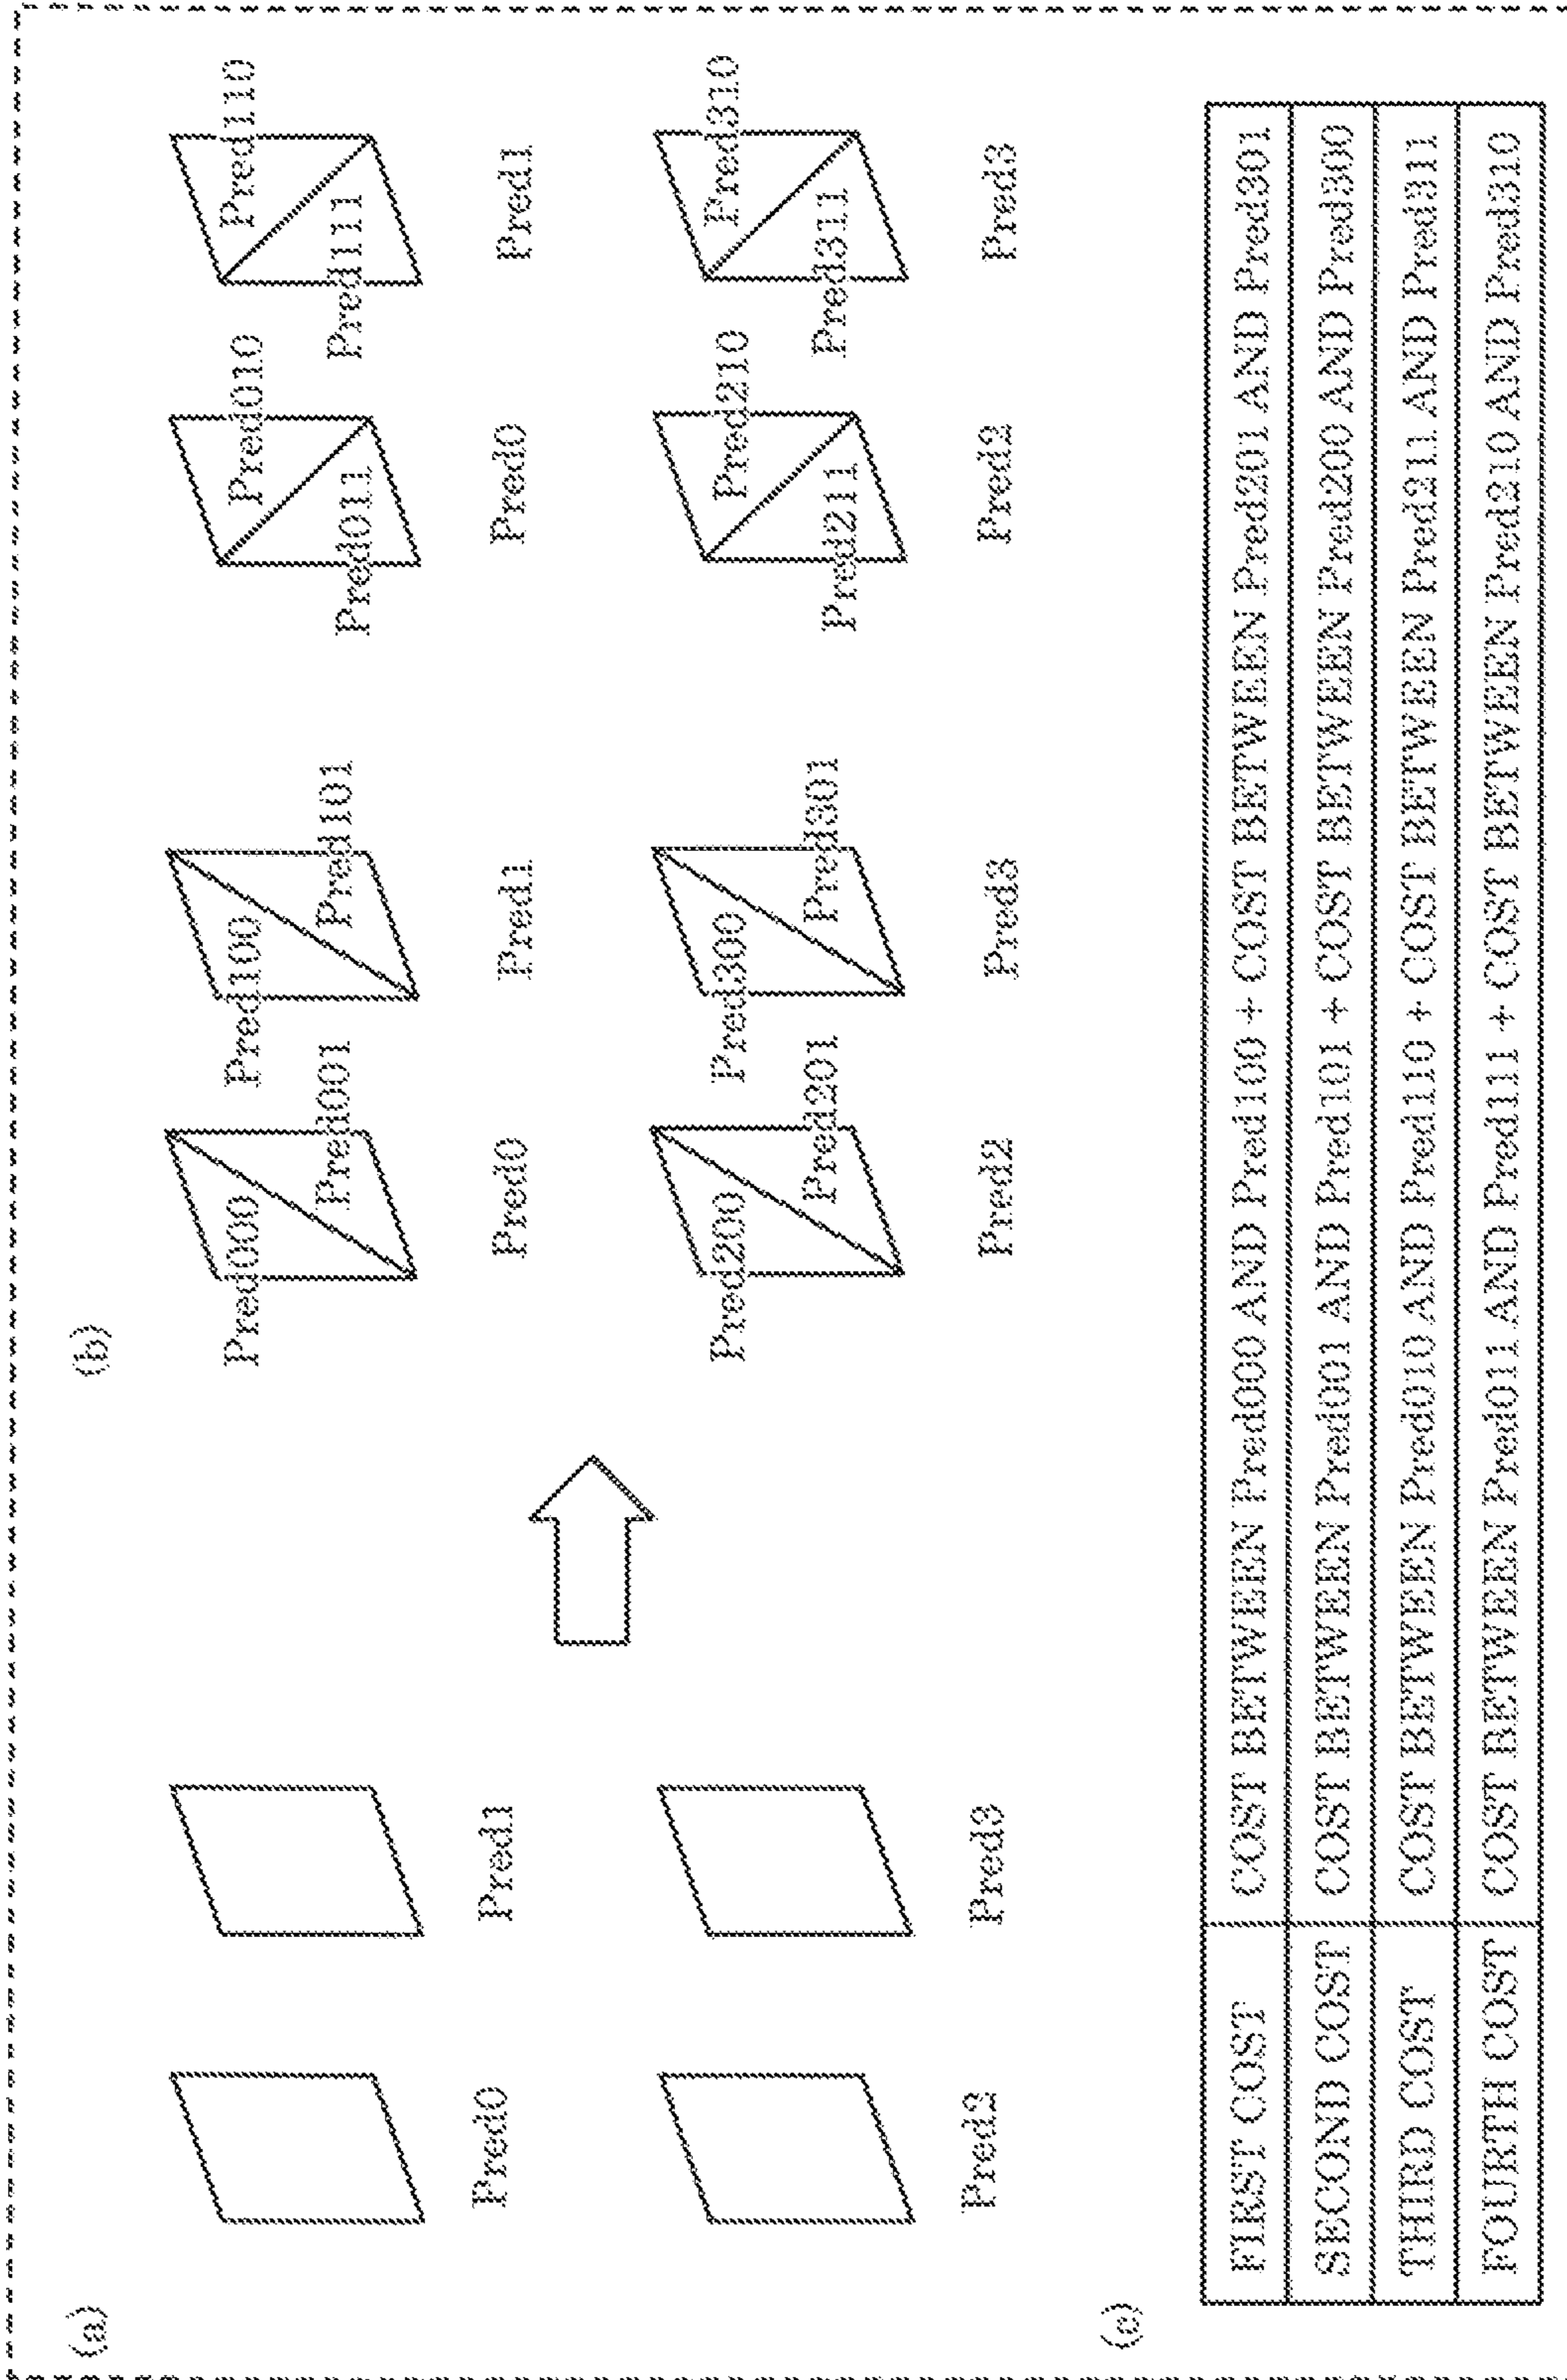 (a)
Pred0 Pred1
Pred2 Pred3
(b)
Pred000 Pred100 Pred010 Pred110
Pred001 Pred101 Pred011 Pred111
Pred0 Pred1 Pred0 Pred1
Pred200 Pred300 Pred210 Pred310
Pred201 Pred301 Pred211 Pred311
Pred2 Pred3 Pred2 Pred3
(c)
FIRST COST COST BETWEEN Pred000 AND Pred100 + COST BETWEEN Pred201 AND Pred301
SECOND COST COST BETWEEN Pred001 AND Pred101 + COST BETWEEN Pred200 AND Pred300
THIRD COST COST BETWEEN Pred010 AND Pred110 + COST BETWEEN Pred211 AND Pred311
FOURTH COST COST BETWEEN Pred011 AND Pred111 + COST BETWEEN Pred210 AND Pred310